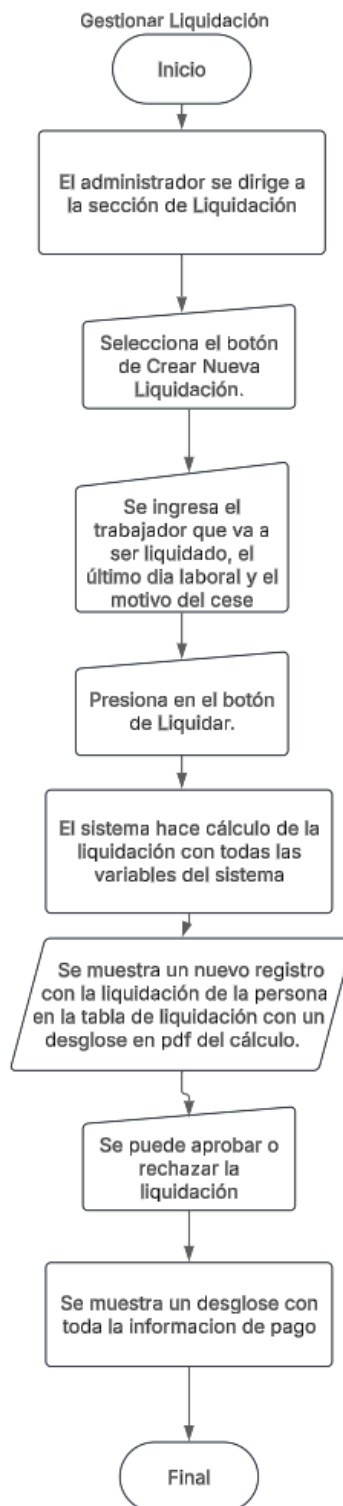 Gestionar Liquidación
Inicio
El administrador se dirige a
la sección de Liquidación
Selecciona el botón
de Crear Nueva
Liquidación.
Se ingresa el
trabajador que va a
ser liquidado, el
último dia laboral y el
motivo del cese
Presiona en el botón
de Liquidar.
El sistema hace cálculo de la
liquidación con todas las
variables del sistema
Se muestra un nuevo registro
con la liquidación de la persona
en la tabla de liquidación con un
desglose en pdf del cálculo.
Se puede aprobar o
rechazar la
liquidación
Se muestra un desglose con
toda la informacion de pago
Final